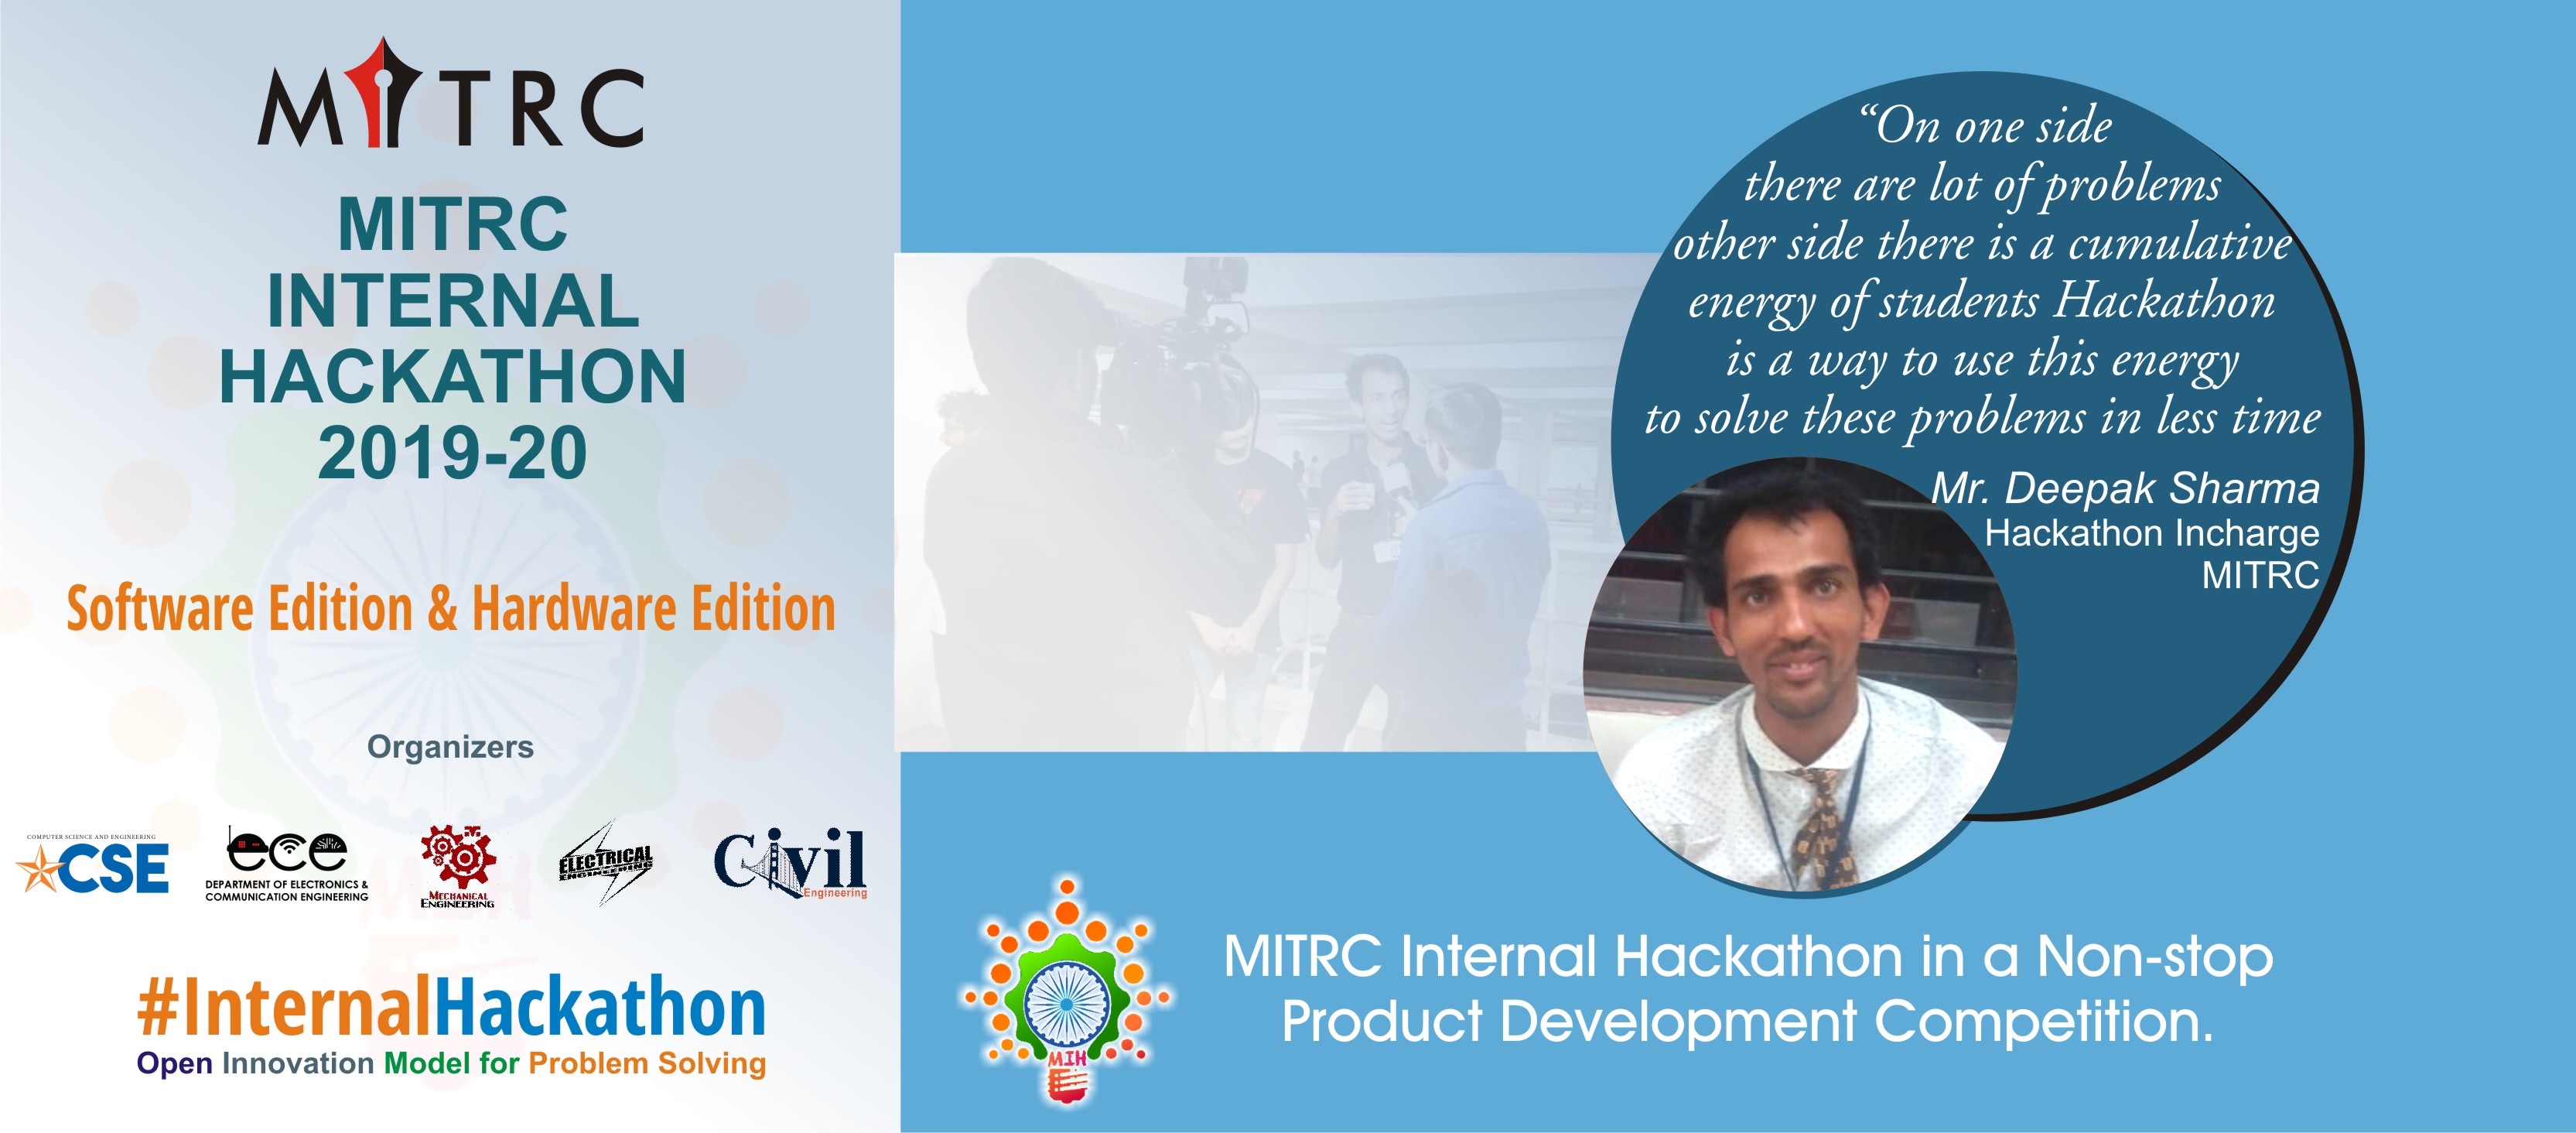 MiTRC
MITRC
INTERNAL
HACKATHON
2019-20
Software Edition & Hardware Edition
Organizers
COMPUTER SCIENCE AND ENGINEERING
CSE
ece
DEPARTMENT OF ELECTRONICS &
COMMUNICATION ENGINEERING
MECHANICAL
ENGINEERING
ELECTRICAL
ENGINEERING
Civil
Engineering
#InternalHackathon
Open Innovation Model for Problem Solving
“On one side
there are lot of problems
other side there is a cumulative
energy of students Hackathon
is a way to use this energy
to solve these problems in less time
Mr. Deepak Sharma
Hackathon Incharge
MITRC
MIH
MITRC Internal Hackathon in a Non-stop
Product Development Competition.